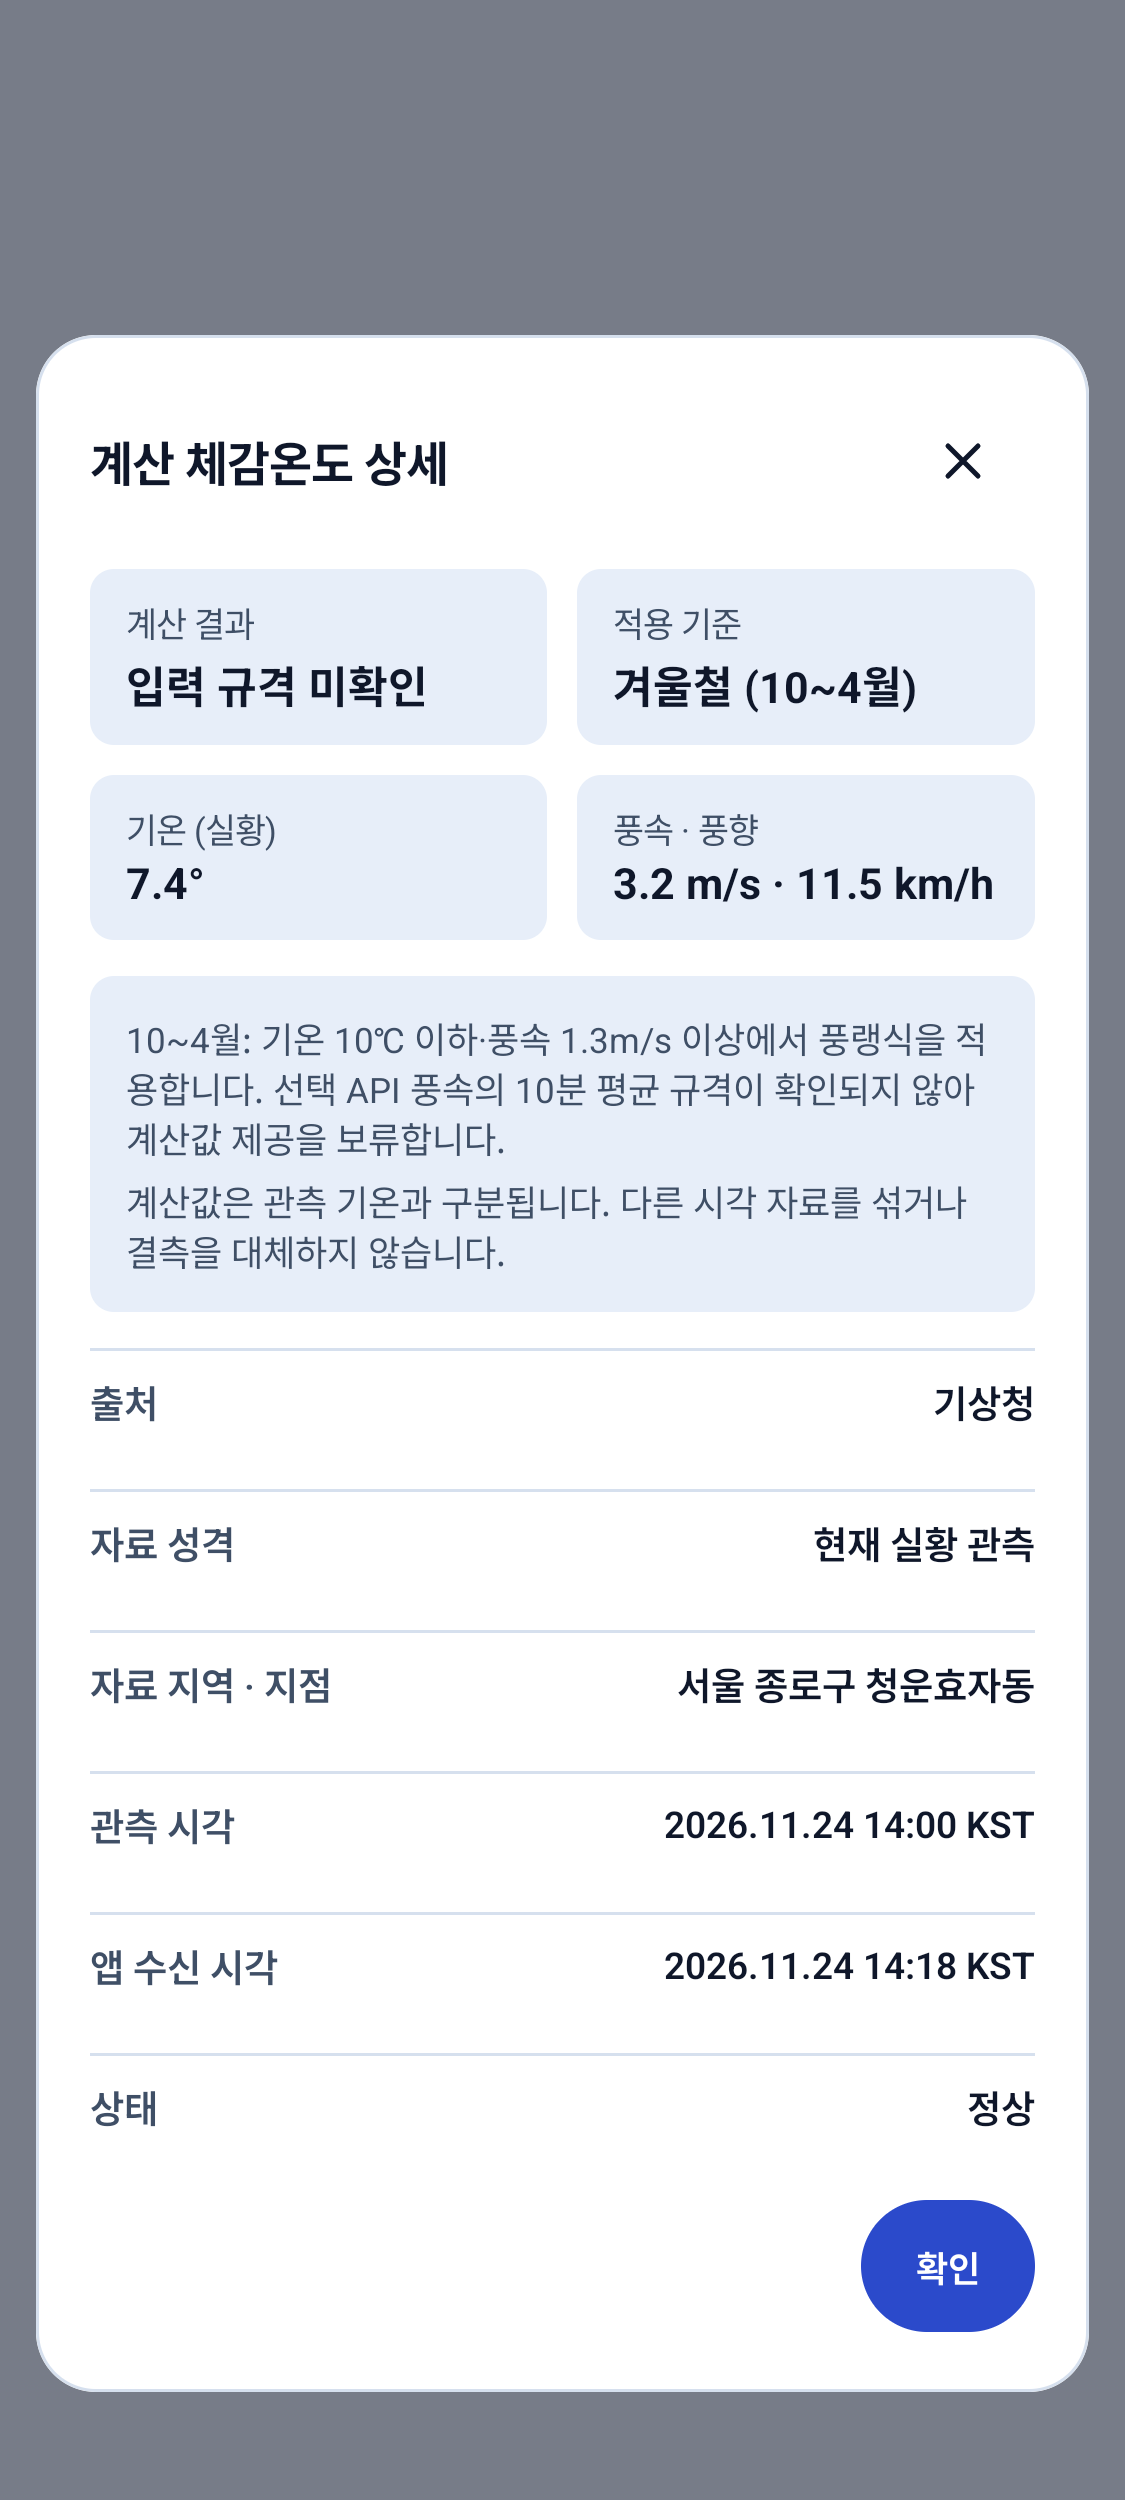 계산 체감온도 상세
계산 결과
입력 규격 미확인
적용 기준
겨울철 (10~4월)
기온 (실황)
7.4°
풍속 · 풍향
3.2 m/s · 11.5 km/h
10~4월: 기온 10℃ 이하·풍속 1.3m/s 이상에서 풍랭식을 적
용합니다. 선택 API 풍속의 10분 평균 규격이 확인되지 않아
계산값 제공을 보류합니다.
계산값은 관측 기온과 구분됩니다. 다른 시각 자료를 섞거나
결측을 대체하지 않습니다.
출처
기상청
자료 성격
현재 실황 관측
자료 지역 · 지점
서울 종로구 청운효자동
관측 시각
2026.11.24 14:00 KST
앱 수신 시각
2026.11.24 14:18 KST
상태
정상
확인